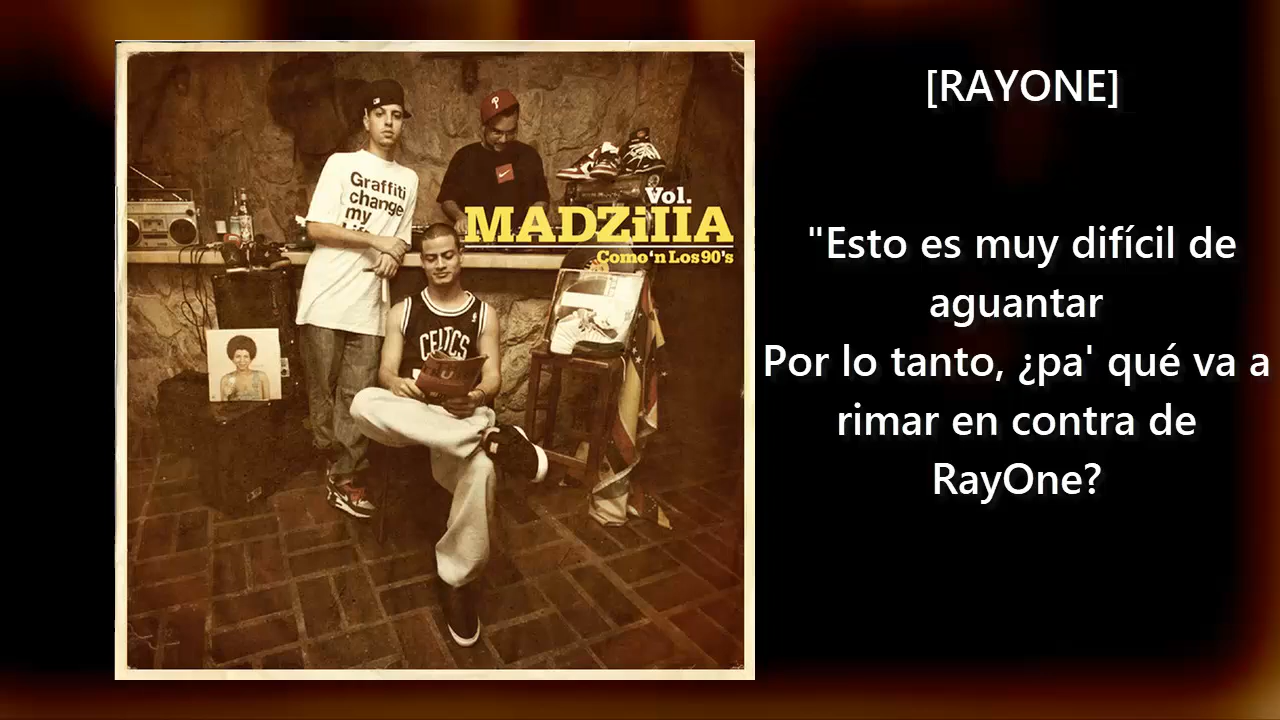 Graffiti
change
my
P
Vol.
MADZillA
Como'n Los 90's
CELTCS
[RAYONE]
"Esto es muy difícil de
aguantar
Por lo tanto, ¿pa' qué va a
rimar en contra de
RayOne?